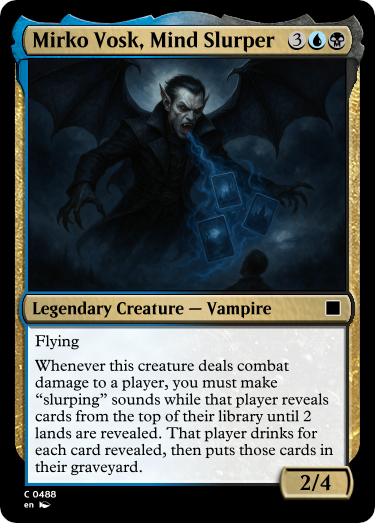 Mirko Vosk, Mind Slurper 3
Legendary Creature — Vampire
Flying
Whenever this creature deals combat
damage to a player, you must make
“slurping” sounds while that player reveals
cards from the top of their library until 2
lands are revealed. That player drinks for
each card revealed, then puts those cards in
their graveyard.
2/4
C 0488
en